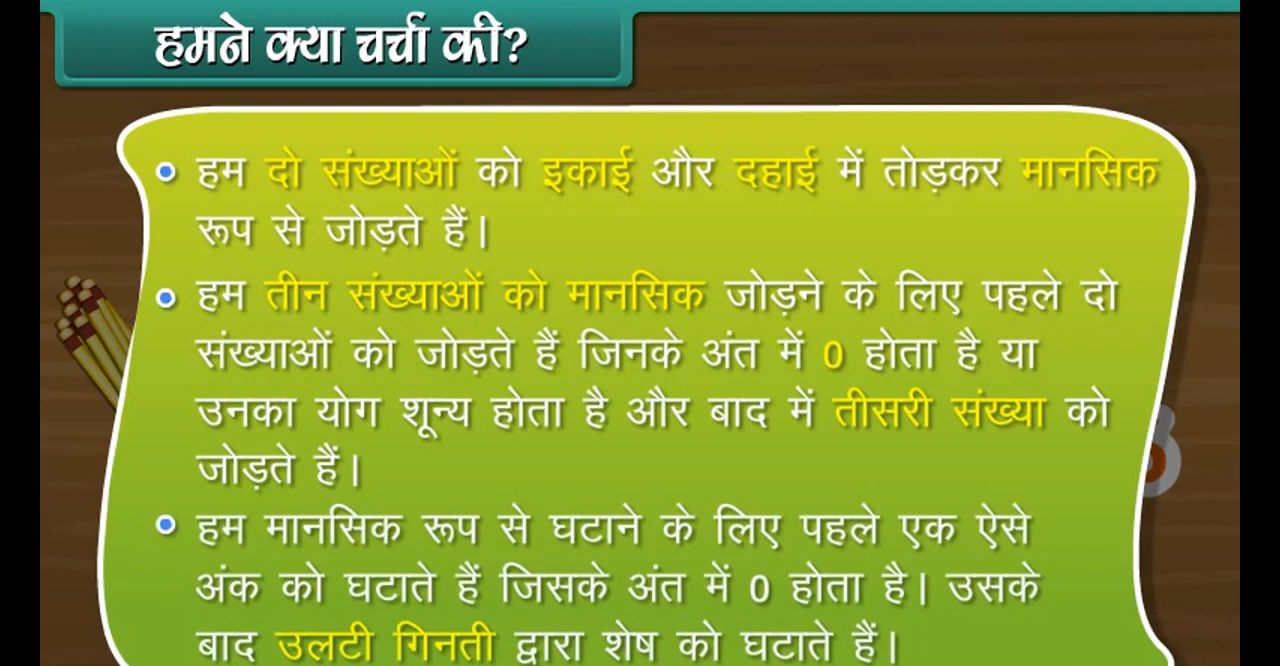 हमने क्या चर्चा की?
हम दो संख्याओं को इकाई और दहाई में तोड़कर मानसिक
रूप से जोड़ते हैं|
हम तीन संख्याओं को मानसिक जोड़ने के लिए पहले दो
संख्याओं को जोड़ते हैं जिनके अंत में 0 होता है या
उनका योग शून्य होता है और बाद में तीसरी संख्या को
जोड़ते हैं|
हम मानसिक रूप से घटाने के लिए पहले एक ऐसे
अंक को घटाते हैं जिसके अंत में 0 होता है| उसके
बाद उलटी गिनती द्वारा शेष को घटाते हैं|